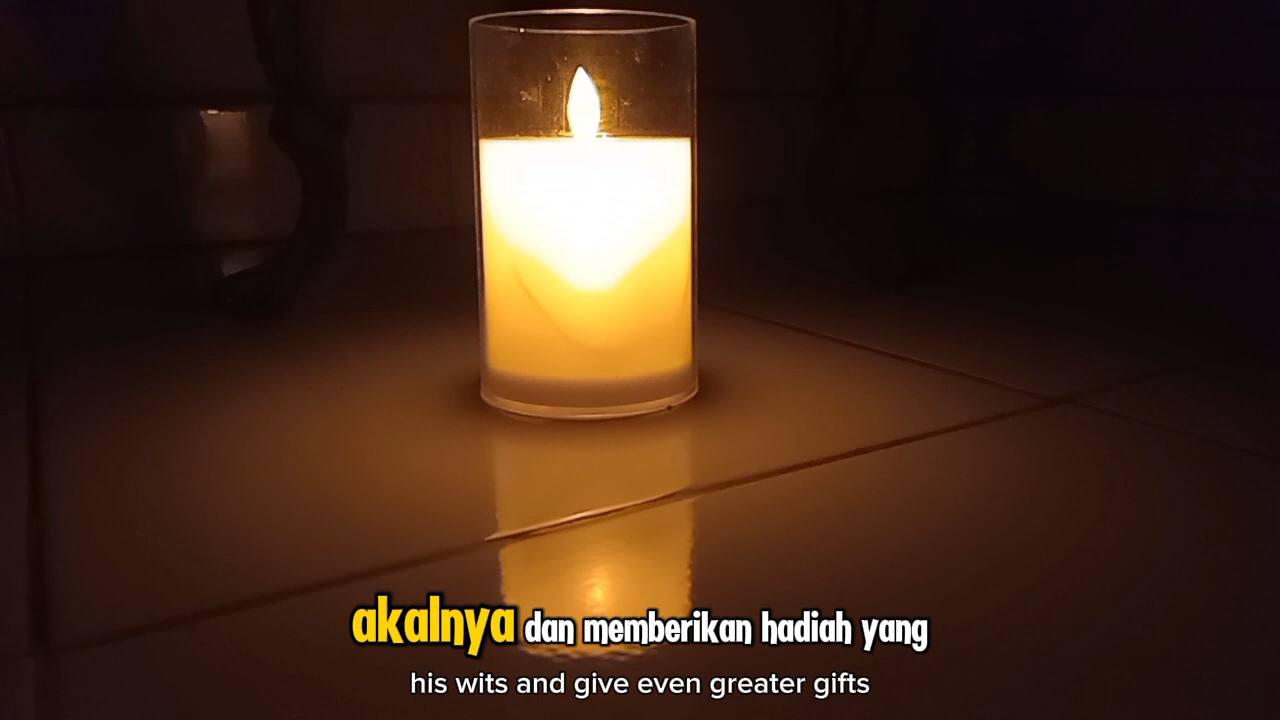 akalnya dan memberikan hadiah yang
his wits and give even greater gifts